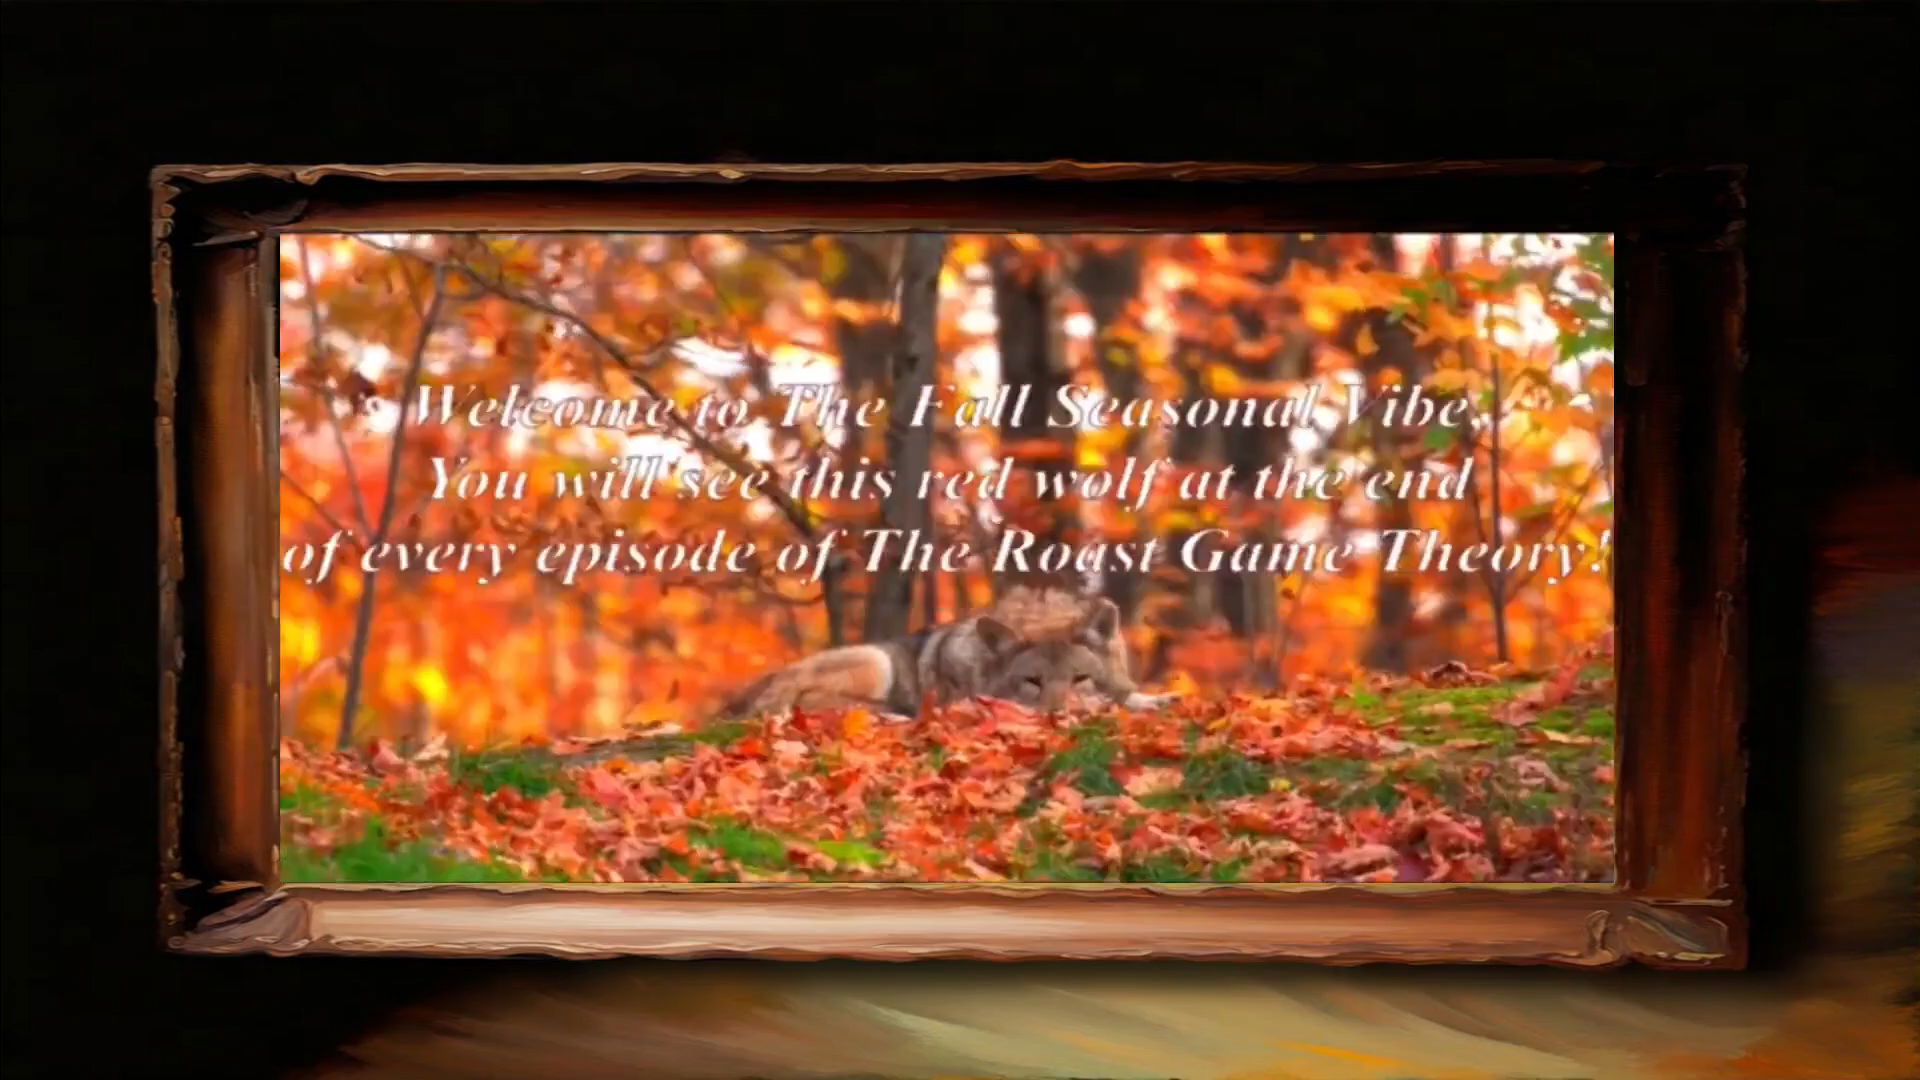 Welcome to The Fall Seasonal Vibe.
You will see this red wolf at the end
of every episode of The Roast Game Theory!